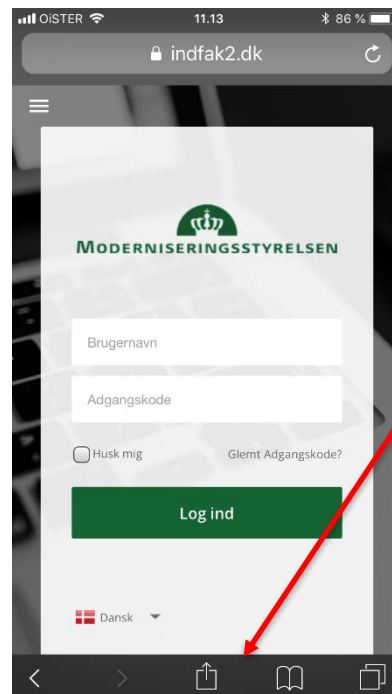 OiSTER 11.13 86 %
indfak2.dk
MODERNISERINGSSTYRELSEN
Brugernavn
Adgangskode
Husk mig Glemt Adgangskode?
Log ind
Dansk